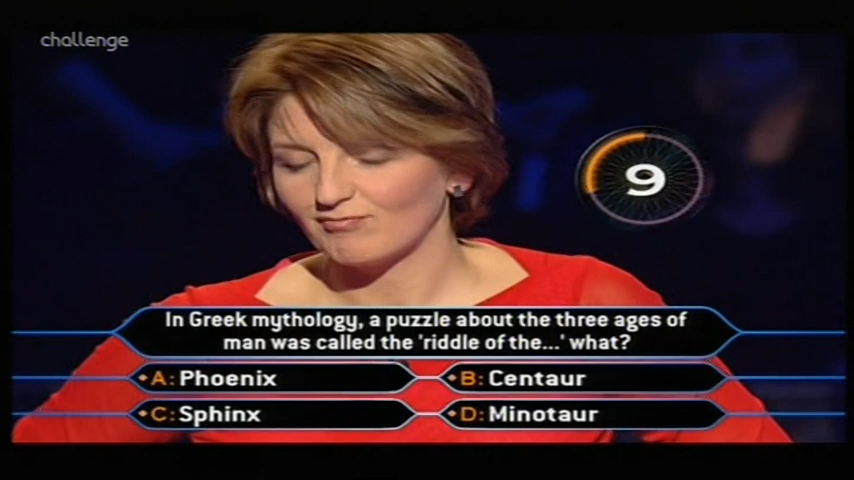 challenge
9
In Greek mythology, a puzzle about the three ages of
man was called the 'riddle of the...' what?
A: Phoenix
B: Centaur
C: Sphinx
D: Minotaur